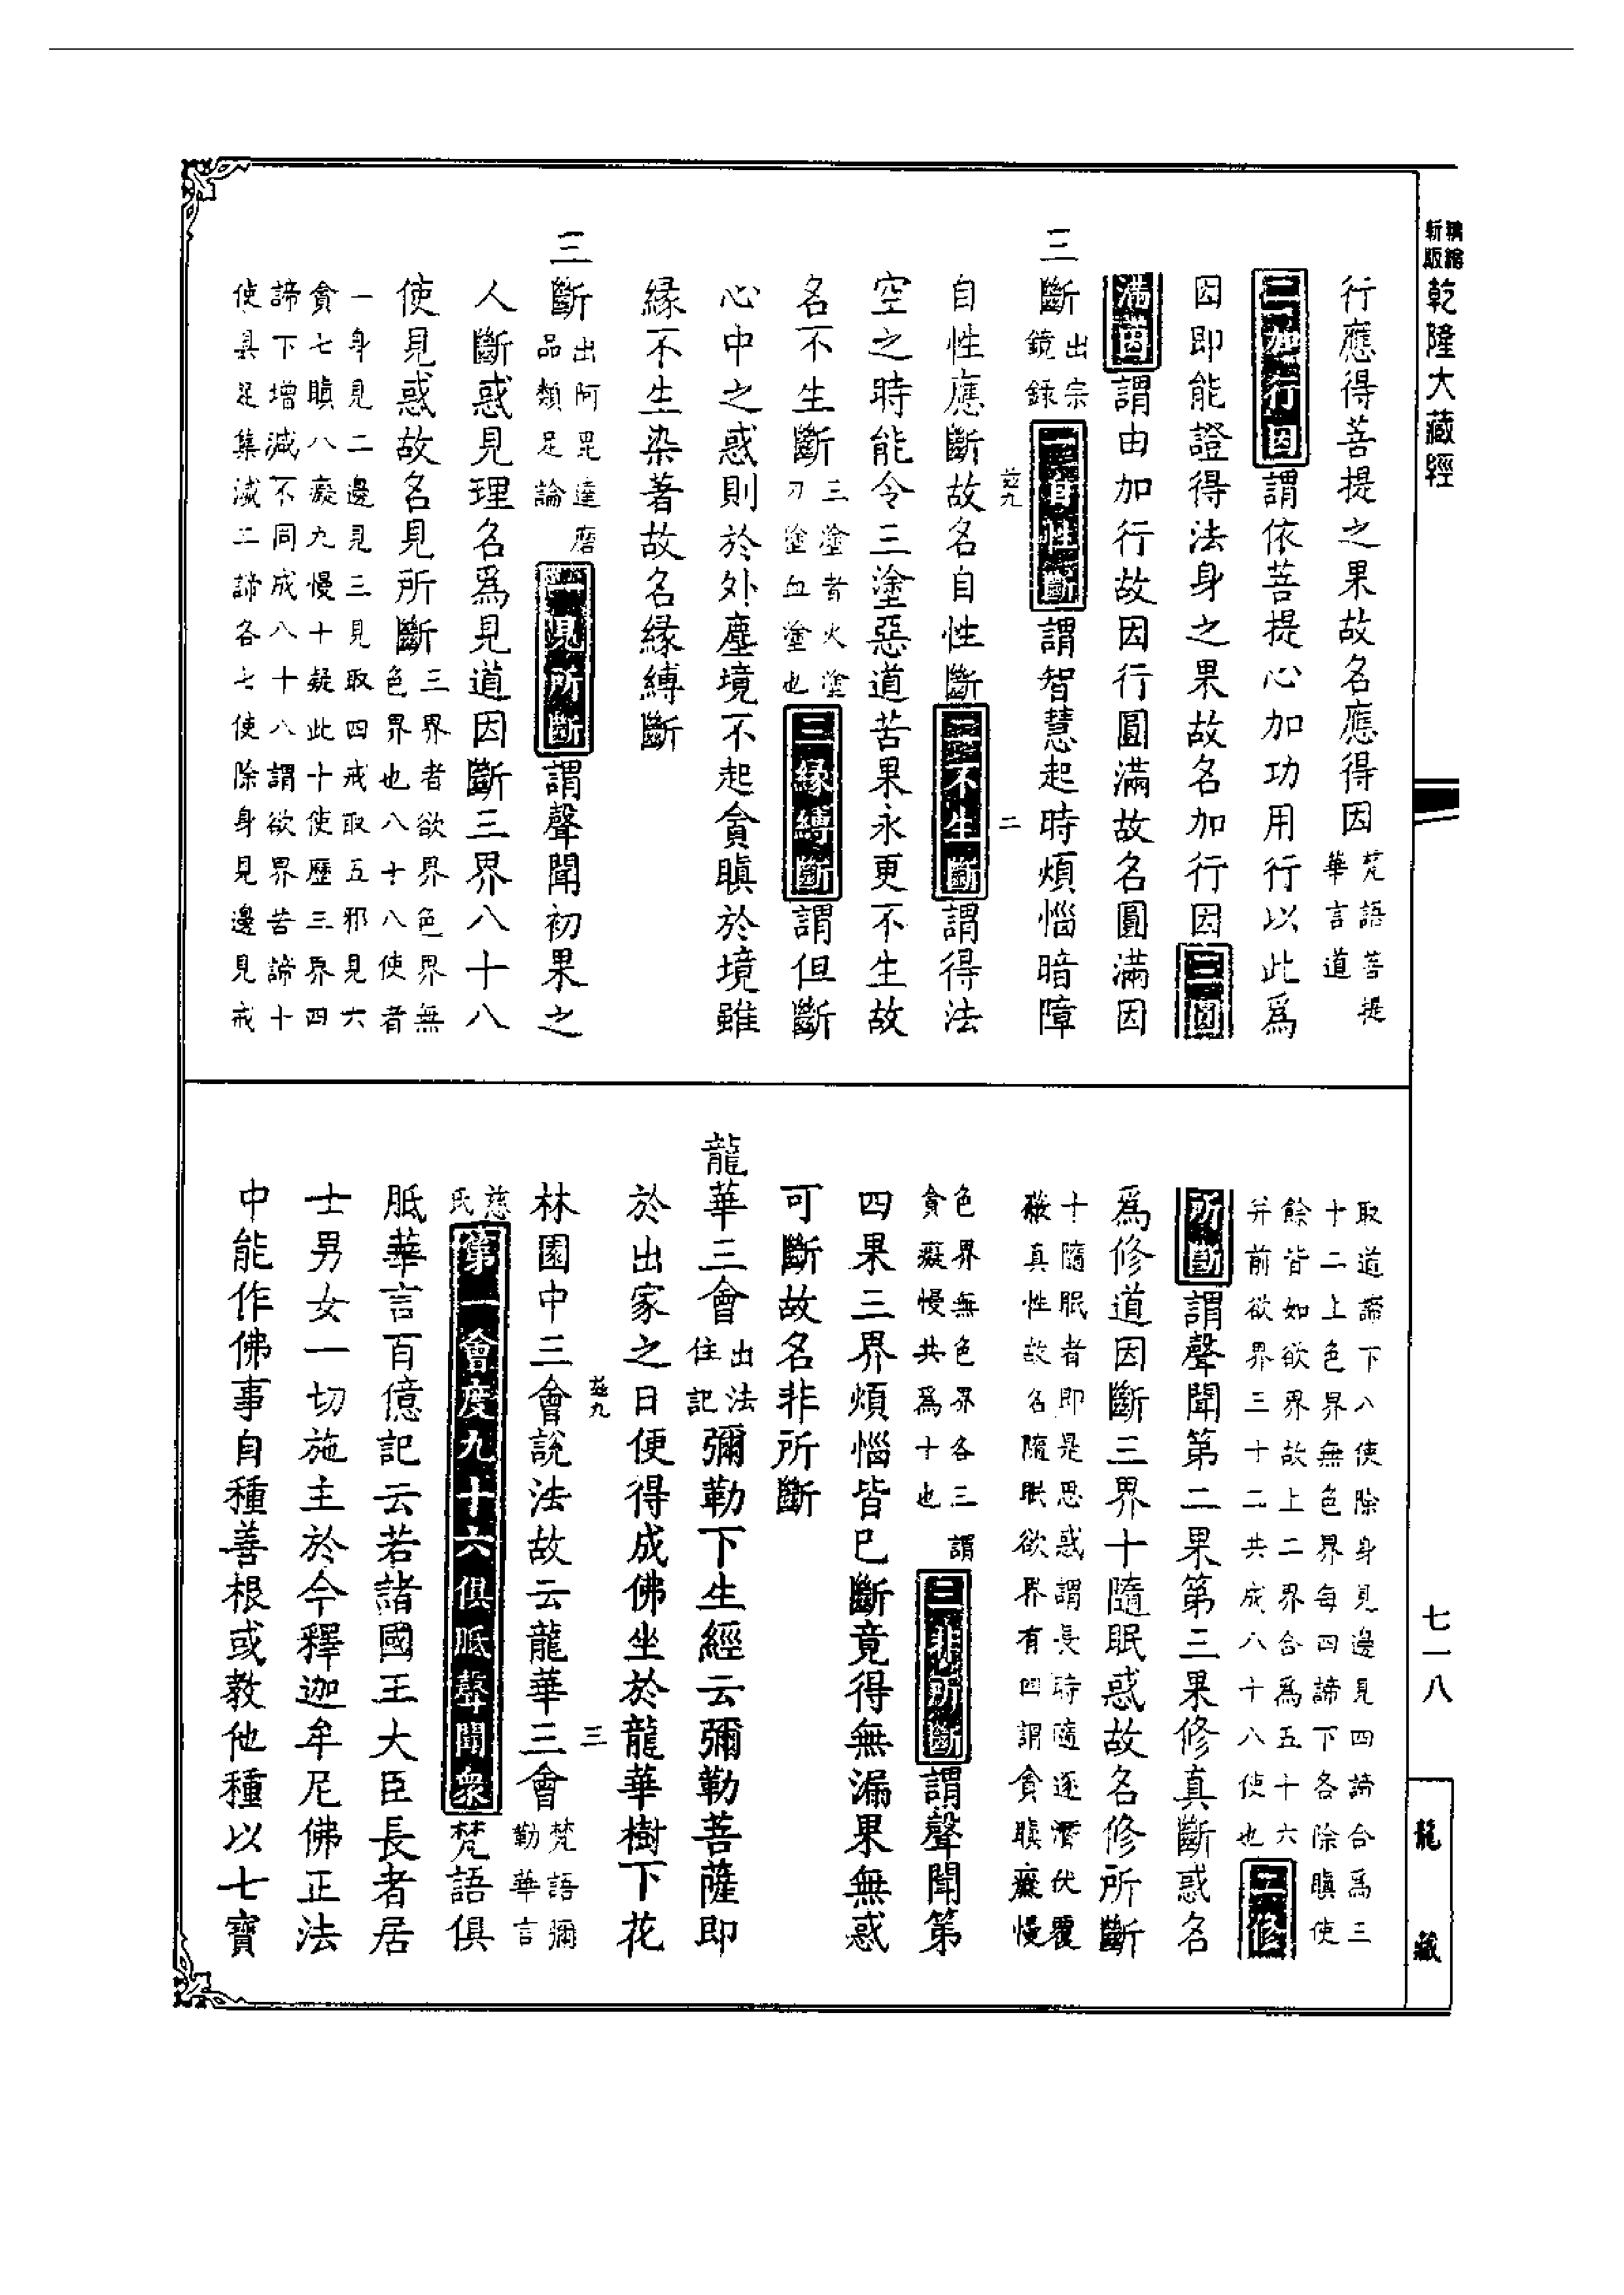 精縮新版乾隆大藏經
行應得菩提之果故名應得因梵語菩提華言道
二加行因謂依菩提心加功用行以此爲
因即能證得法身之果故名加行因三圓
滿因謂由加行故因行圓滿故名圓滿因
三斷出宗鏡錄一自性斷謂智慧起時煩惱暗障
茲九 二
自性應斷故名自性斷二不生斷謂得法
空之時能令三塗惡道苦果永更不生故
名不生斷三塗者火塗刀塗血塗也三緣縛斷謂但斷
心中之惑則於外塵境不起貪瞋於境雖
緣不生染著故名緣縛斷
三斷出阿毘達磨品類足論一見所斷謂聲聞初果之
人斷惑見理名爲見道因斷三界八十八
使見惑故名見所斷三界者欲界色界無色界也八十八使者
一身見二邊見三見取四戒取五邪見六
貪七瞋八癡九慢十疑此十使歷三界四
諦下增減不同成八十八謂欲界苦諦十
使具足集滅二諦各七使除身見邊見戒
取道諦下八使除身見邊見四諦合爲三
十二上色界無色界每四諦下各除瞋使
餘皆如欲界故上二界合爲五十六
并前欲界三十二共成八十八使也二修
所斷謂聲聞第二果第三果修真斷惑名
爲修道因斷三界十隨眠惑故名修所斷
十隨眠者即是思惑謂長時隨逐潛伏覆
蔽真性故名隨眠欲界有四謂貪瞋癡慢
色界無色界各三謂貪癡慢共爲十也三非所斷謂聲聞第
四果三界煩惱皆已斷竟得無漏果無惑
可斷故名非所斷
龍華三會出法住記彌勒下生經云彌勒菩薩即
於出家之日便得成佛坐於龍華樹下花
茲九 三
林園中三會說法故云龍華三會梵語彌勒華言
慈氏第一會度九十六俱胝聲聞衆梵語俱
胝華言百億記云若諸國王大臣長者居
士男女一切施主於今釋迦牟尼佛正法
中能作佛事自種善根或教他種以七寶
七一八
龍藏